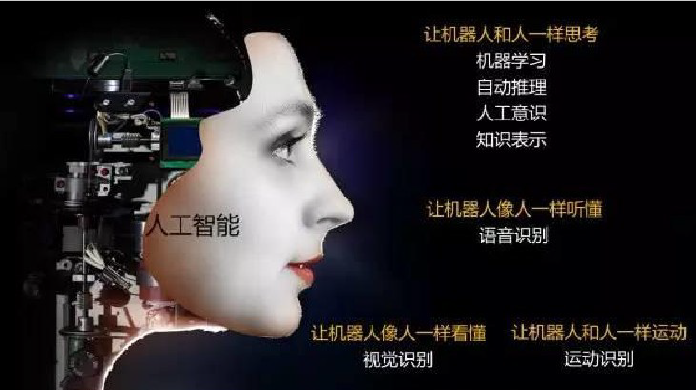 让机器人和人一样思考
机器学习
自动推理
人工意识
知识表示
人工智能
让机器人像人一样听懂
语音识别
让机器人像人一样看懂
视觉识别
让机器人和人一样运动
运动识别